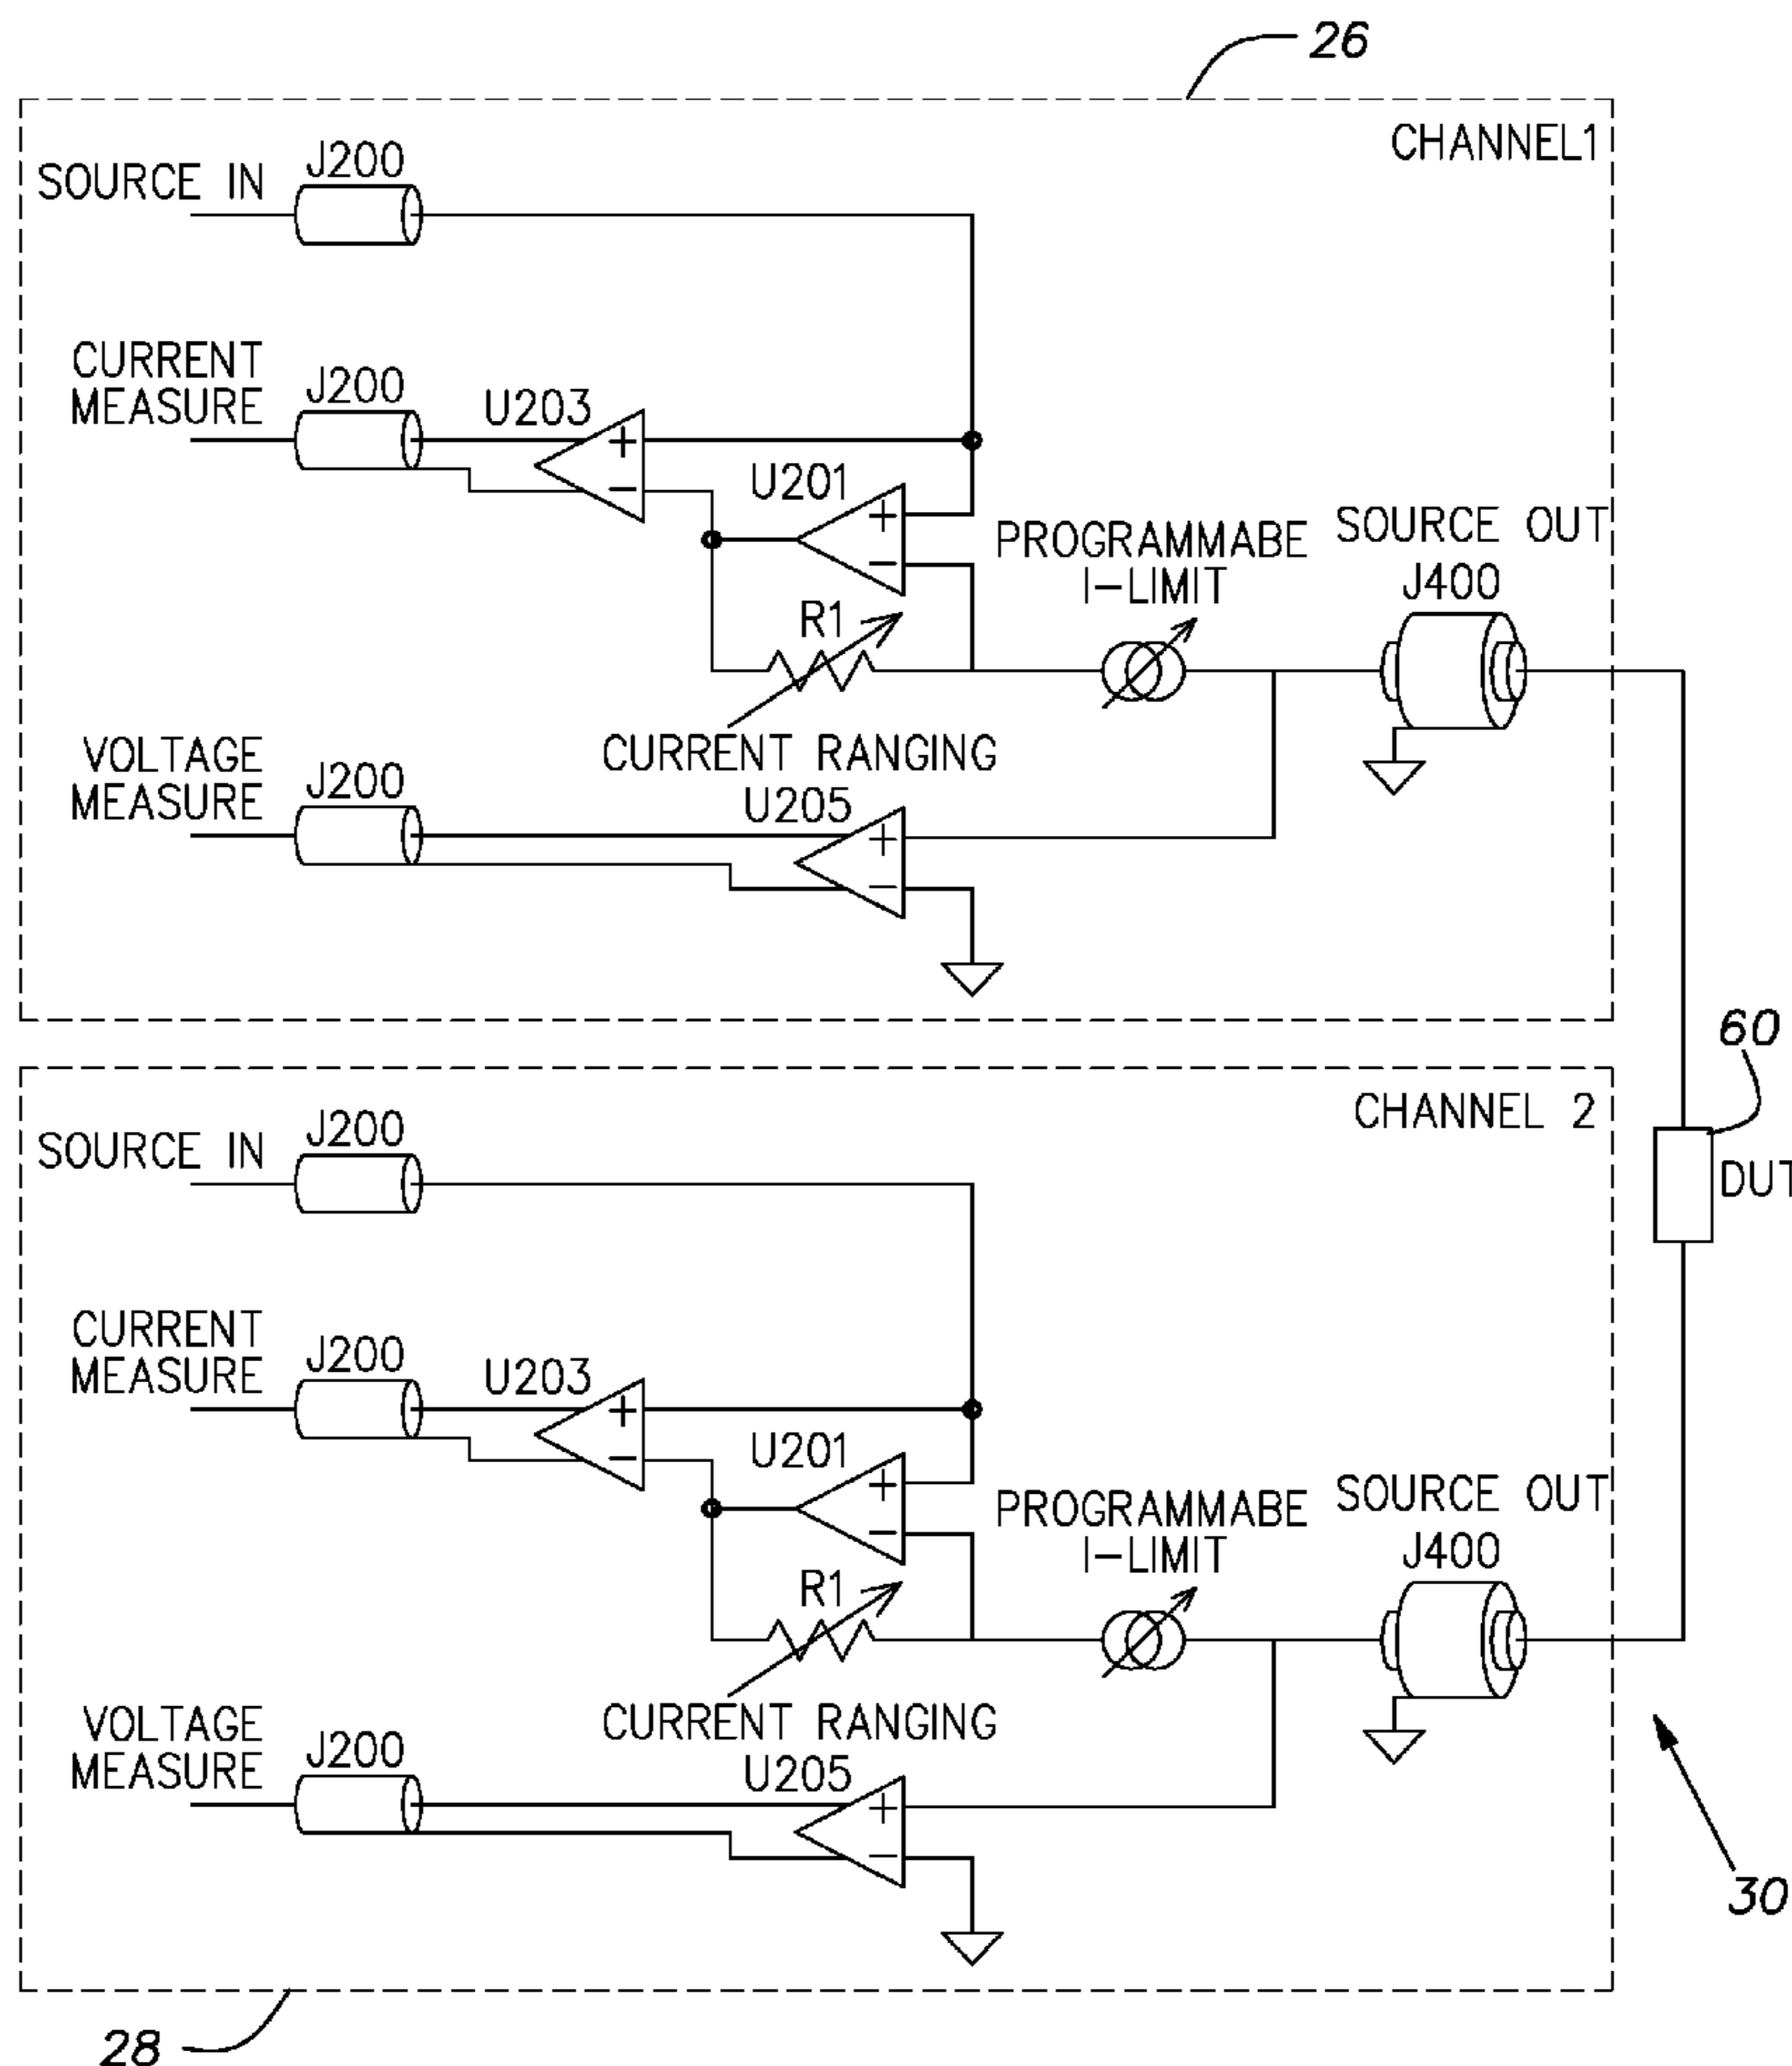 26
CHANNEL1
SOURCE IN
J200
CURRENT
MEASURE
J200
U203
+
−
U201
+
−
PROGRAMMABE
I-LIMIT
SOURCE OUT
J400
R1
CURRENT RANGING
VOLTAGE
MEASURE
J200
U205
+
−
60
DUT
CHANNEL 2
SOURCE IN
J200
CURRENT
MEASURE
J200
U203
+
−
U201
+
−
PROGRAMMABE
I-LIMIT
SOURCE OUT
J400
R1
CURRENT RANGING
VOLTAGE
MEASURE
J200
U205
+
−
30
28